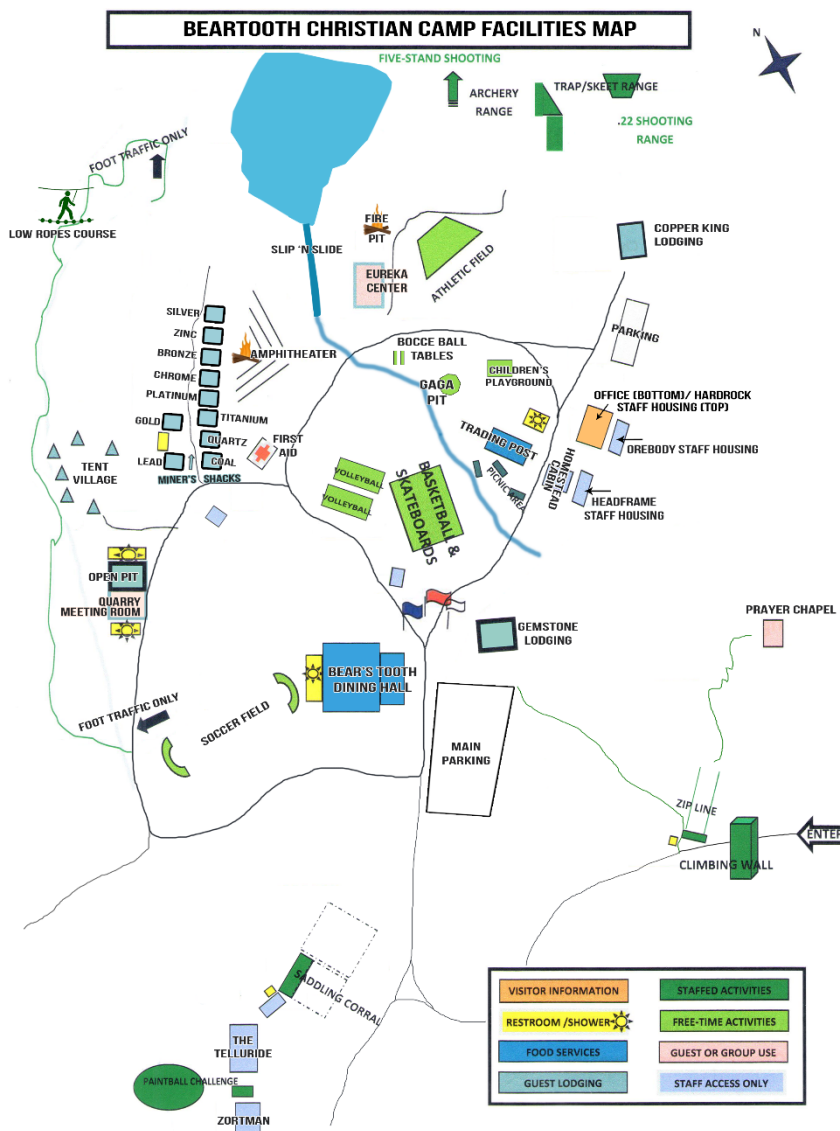 BEARTOOTH CHRISTIAN CAMP FACILITIES MAP
N
FIVE-STAND SHOOTING
ARCHERY
RANGE
TRAP/SKEET RANGE
.22 SHOOTING
RANGE
FOOT TRAFFIC ONLY
LOW ROPES COURSE
SLIP 'N SLIDE
FIRE
PIT
EUREKA
CENTER
ATHLETIC FIELD
COPPER KING
LODGING
PARKING
SILVER
ZINC
BRONZE
CHROME
PLATINUM
GOLD
TITANIUM
QUARTZ
LEAD
COAL
MINER'S SHACKS
AMPHITHEATER
FIRST
AID
TENT
VILLAGE
BOCCE BALL
TABLES
GAGA
PIT
CHILDREN'S
PLAYGROUND
TRADING POST
PICNIC AREA
OFFICE (BOTTOM)/ HARDROCK
STAFF HOUSING (TOP)
OREBODY STAFF HOUSING
HOMESTEAD
CABIN
HEADFRAME
STAFF HOUSING
VOLLEYBALL
VOLLEYBALL
BASKETBALL &
SKATEBOARDS
OPEN PIT
QUARRY
MEETING ROOM
GEMSTONE
LODGING
PRAYER CHAPEL
BEAR'S TOOTH
DINING HALL
SOCCER FIELD
FOOT TRAFFIC ONLY
MAIN
PARKING
ZIP LINE
ENTER
CLIMBING WALL
SADDLING CORRAL
THE
TELLURIDE
PAINTBALL CHALLENGE
ZORTMAN
VISITOR INFORMATION
STAFFED ACTIVITIES
RESTROOM /SHOWER
FREE-TIME ACTIVITIES
FOOD SERVICES
GUEST OR GROUP USE
GUEST LODGING
STAFF ACCESS ONLY